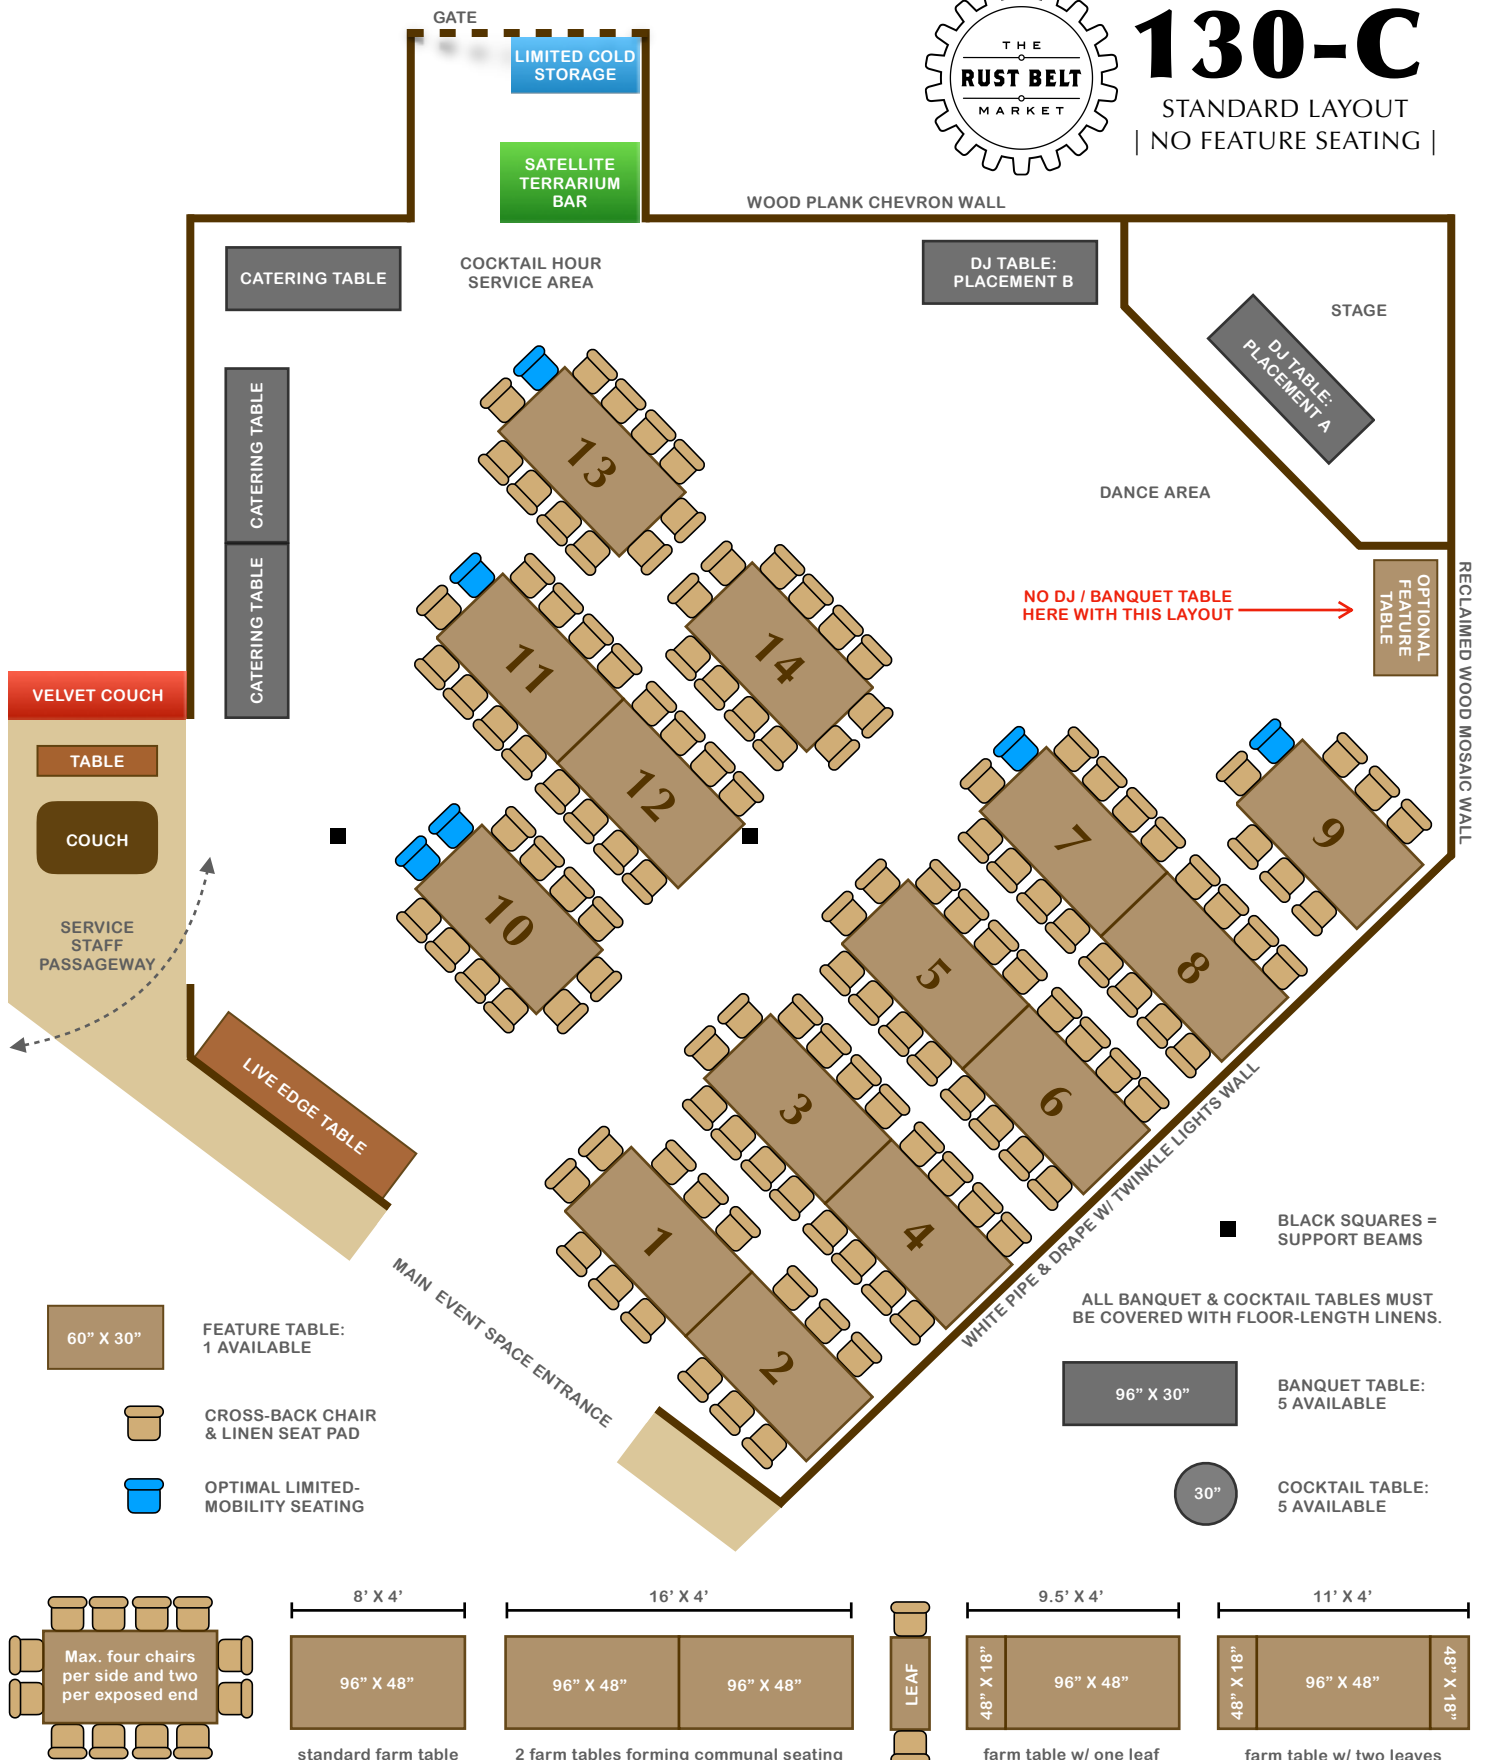 GATE
LIMITED COLD
STORAGE
THE
RUST BELT
MARKET
130-C
STANDARD LAYOUT
| NO FEATURE SEATING |
SATELLITE
TERRARIUM
BAR
WOOD PLANK CHEVRON WALL
CATERING TABLE
COCKTAIL HOUR
SERVICE AREA
DJ TABLE:
PLACEMENT B
STAGE
DJ TABLE:
PLACEMENT A
CATERING TABLE
CATERING TABLE
DANCE AREA
13
NO DJ / BANQUET TABLE
HERE WITH THIS LAYOUT
OPTIONAL
FEATURE
TABLE
RECLAIMED WOOD MOSAIC WALL
11
14
12
VELVET COUCH
TABLE
COUCH
SERVICE
STAFF
PASSAGEWAY
10
7
9
8
5
6
3
4
1
2
LIVE EDGE TABLE
MAIN EVENT SPACE ENTRANCE
WHITE PIPE & DRAPE W/ TWINKLE LIGHTS WALL
BLACK SQUARES =
SUPPORT BEAMS
ALL BANQUET & COCKTAIL TABLES MUST
BE COVERED WITH FLOOR-LENGTH LINENS.
60” X 30”
FEATURE TABLE:
1 AVAILABLE
CROSS-BACK CHAIR
& LINEN SEAT PAD
OPTIMAL LIMITED-
MOBILITY SEATING
96” X 30”
BANQUET TABLE:
5 AVAILABLE
30”
COCKTAIL TABLE:
5 AVAILABLE
Max. four chairs
per side and two
per exposed end
8’ X 4’
96” X 48”
standard farm table
16’ X 4’
96” X 48”
96” X 48”
2 farm tables forming communal seating
LEAF
9.5’ X 4’
48” X 18”
96” X 48”
farm table w/ one leaf
11’ X 4’
48” X 18”
96” X 48”
48” X 18”
farm table w/ two leaves